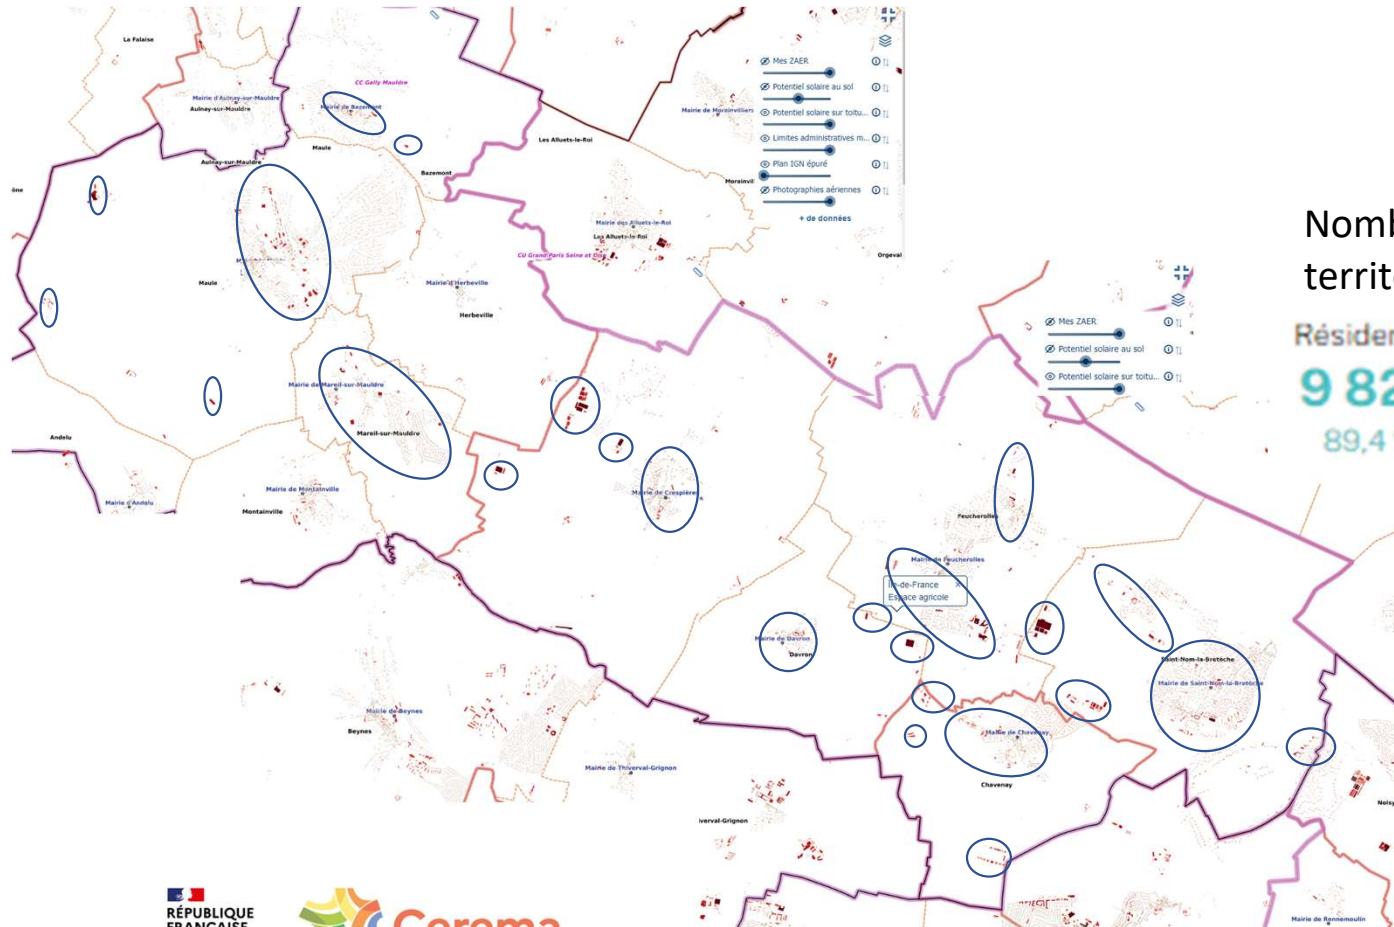 La Falaise
CC Gally Mauldre
Mairie d'Aulnay-sur-Mauldre
Aulnay-sur-Mauldre
Mairie de Bazemont
Maule
Aulnay-sur-Mauldre
Bazemont
Les Alluets-le-Roi
Mairie de Morainvilliers
Morainvil
Mairie des Alluets-le-Roi
Les Alluets-le-Roi
CU Grand Paris Seine et Oise
Orgeval
Maule
Mairie d'Herbeville
Herbeville
Mes ZAER
Potentiel solaire au sol
Potentiel solaire sur toitu...
Limites administratives m...
Plan IGN épuré
Photographies aériennes
+ de données
Mes ZAER
Potentiel solaire au sol
Potentiel solaire sur toitu...
Nomb
territo
Résiden
9 82
89,4
Mairie de Mareil-sur-Mauldre
Mareil-sur-Mauldre
Andelu
Mairie d'Andelu
Mairie de Montainville
Montainville
Mairie de Crespières
Feucherolles
Mairie de Feucherolles
Île-de-France
×
Espace agricole
Mairie de Davron
Davron
Saint-Nom-la-Bretèche
Mairie de Saint-Nom-la-Bretèche
Mairie de Beynes
Beynes
Mairie de Thiverval-Grignon
Mairie de Chavenay
Chavenay
iverval-Grignon
Noisy
Mairie de Rennemoulin
RÉPUBLIQUE
FRANÇAISE
Cerema